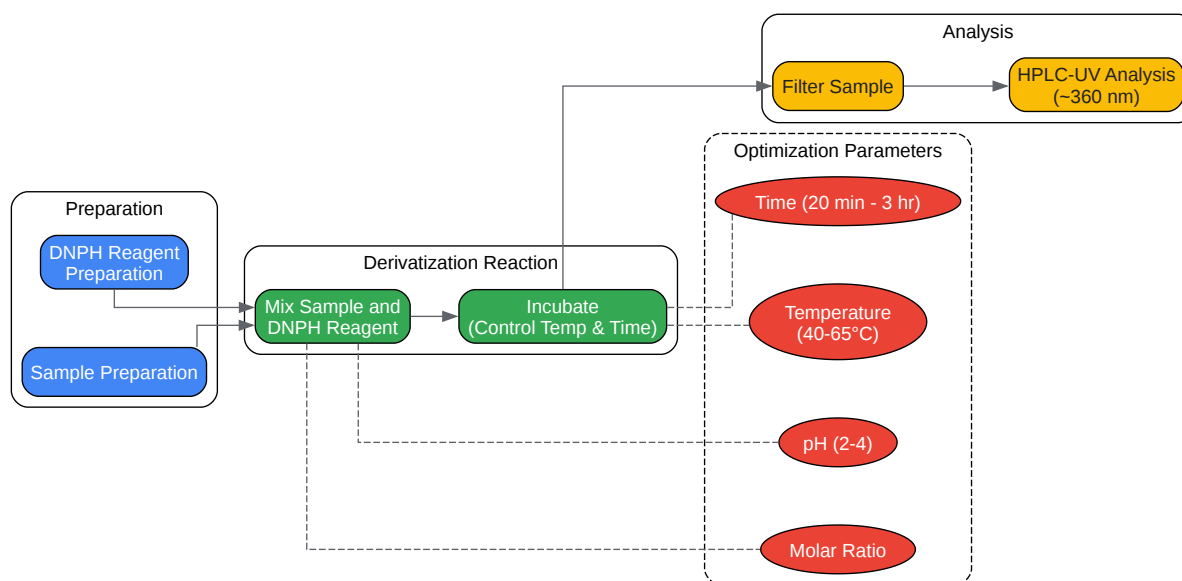 Preparation
DNPH Reagent
Preparation
Sample Preparation
Derivatization Reaction
Mix Sample and
DNPH Reagent
Incubate
(Control Temp & Time)
Analysis
Filter Sample
HPLC-UV Analysis
(~360 nm)
Optimization Parameters
Time (20 min - 3 hr)
Temperature
(40-65°C)
pH (2-4)
Molar Ratio